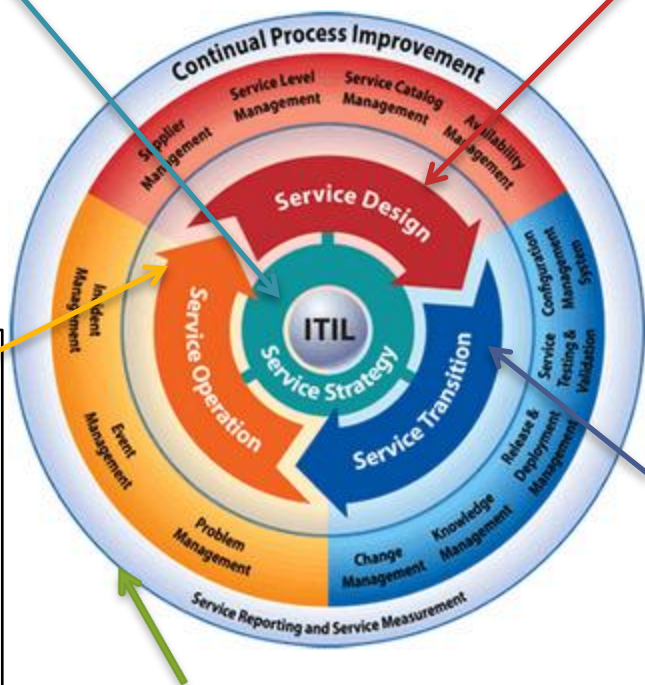 Continual Process Improvement
Supplier
Management
Service Level
Management
Service Catalog
Management
Availability
Management
Service Design
Configuration
Management
System
Service
Testing &
Validation
Release &
Deployment
Management
Knowledge
Management
Change
Management
Service Transition
ITIL
Service Strategy
Service Operation
Incident
Management
Event
Management
Problem
Management
Service Reporting and Service Measurement